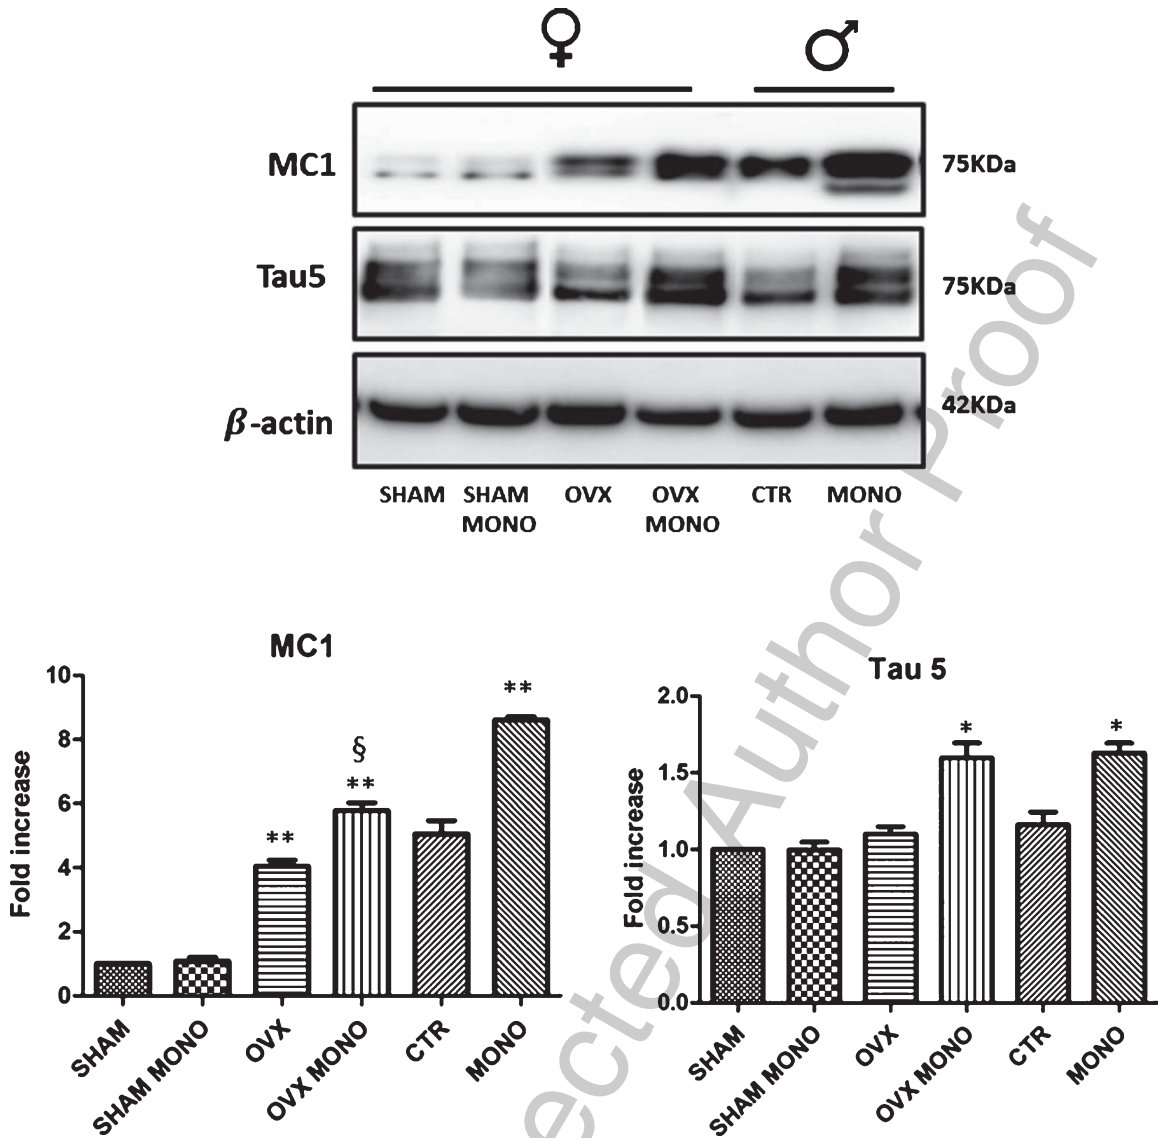 ♀ ♂
MC1 75KDa
Tau5 75KDa
β-actin 42KDa
SHAM SHAM MONO OVX OVX MONO CTR MONO
MC1
Fold increase
10
8
6
4
2
0
** § ** **
SHAM SHAM MONO OVX OVX MONO CTR MONO
Tau 5
Fold increase
2.0
1.5
1.0
0.5
0.0
* *
SHAM SHAM MONO OVX OVX MONO CTR MONO
ected Author Proof